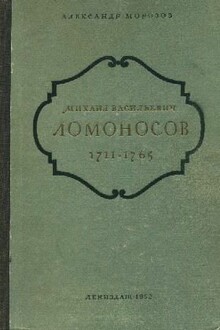 АЛЕКСАНДР МОРОЗОВ
МИХАИЛ ВАСИЛЬЕВИЧ
ЛОМОНОСОВ
1711-1765
ЛЕНИЗДАТ·1952